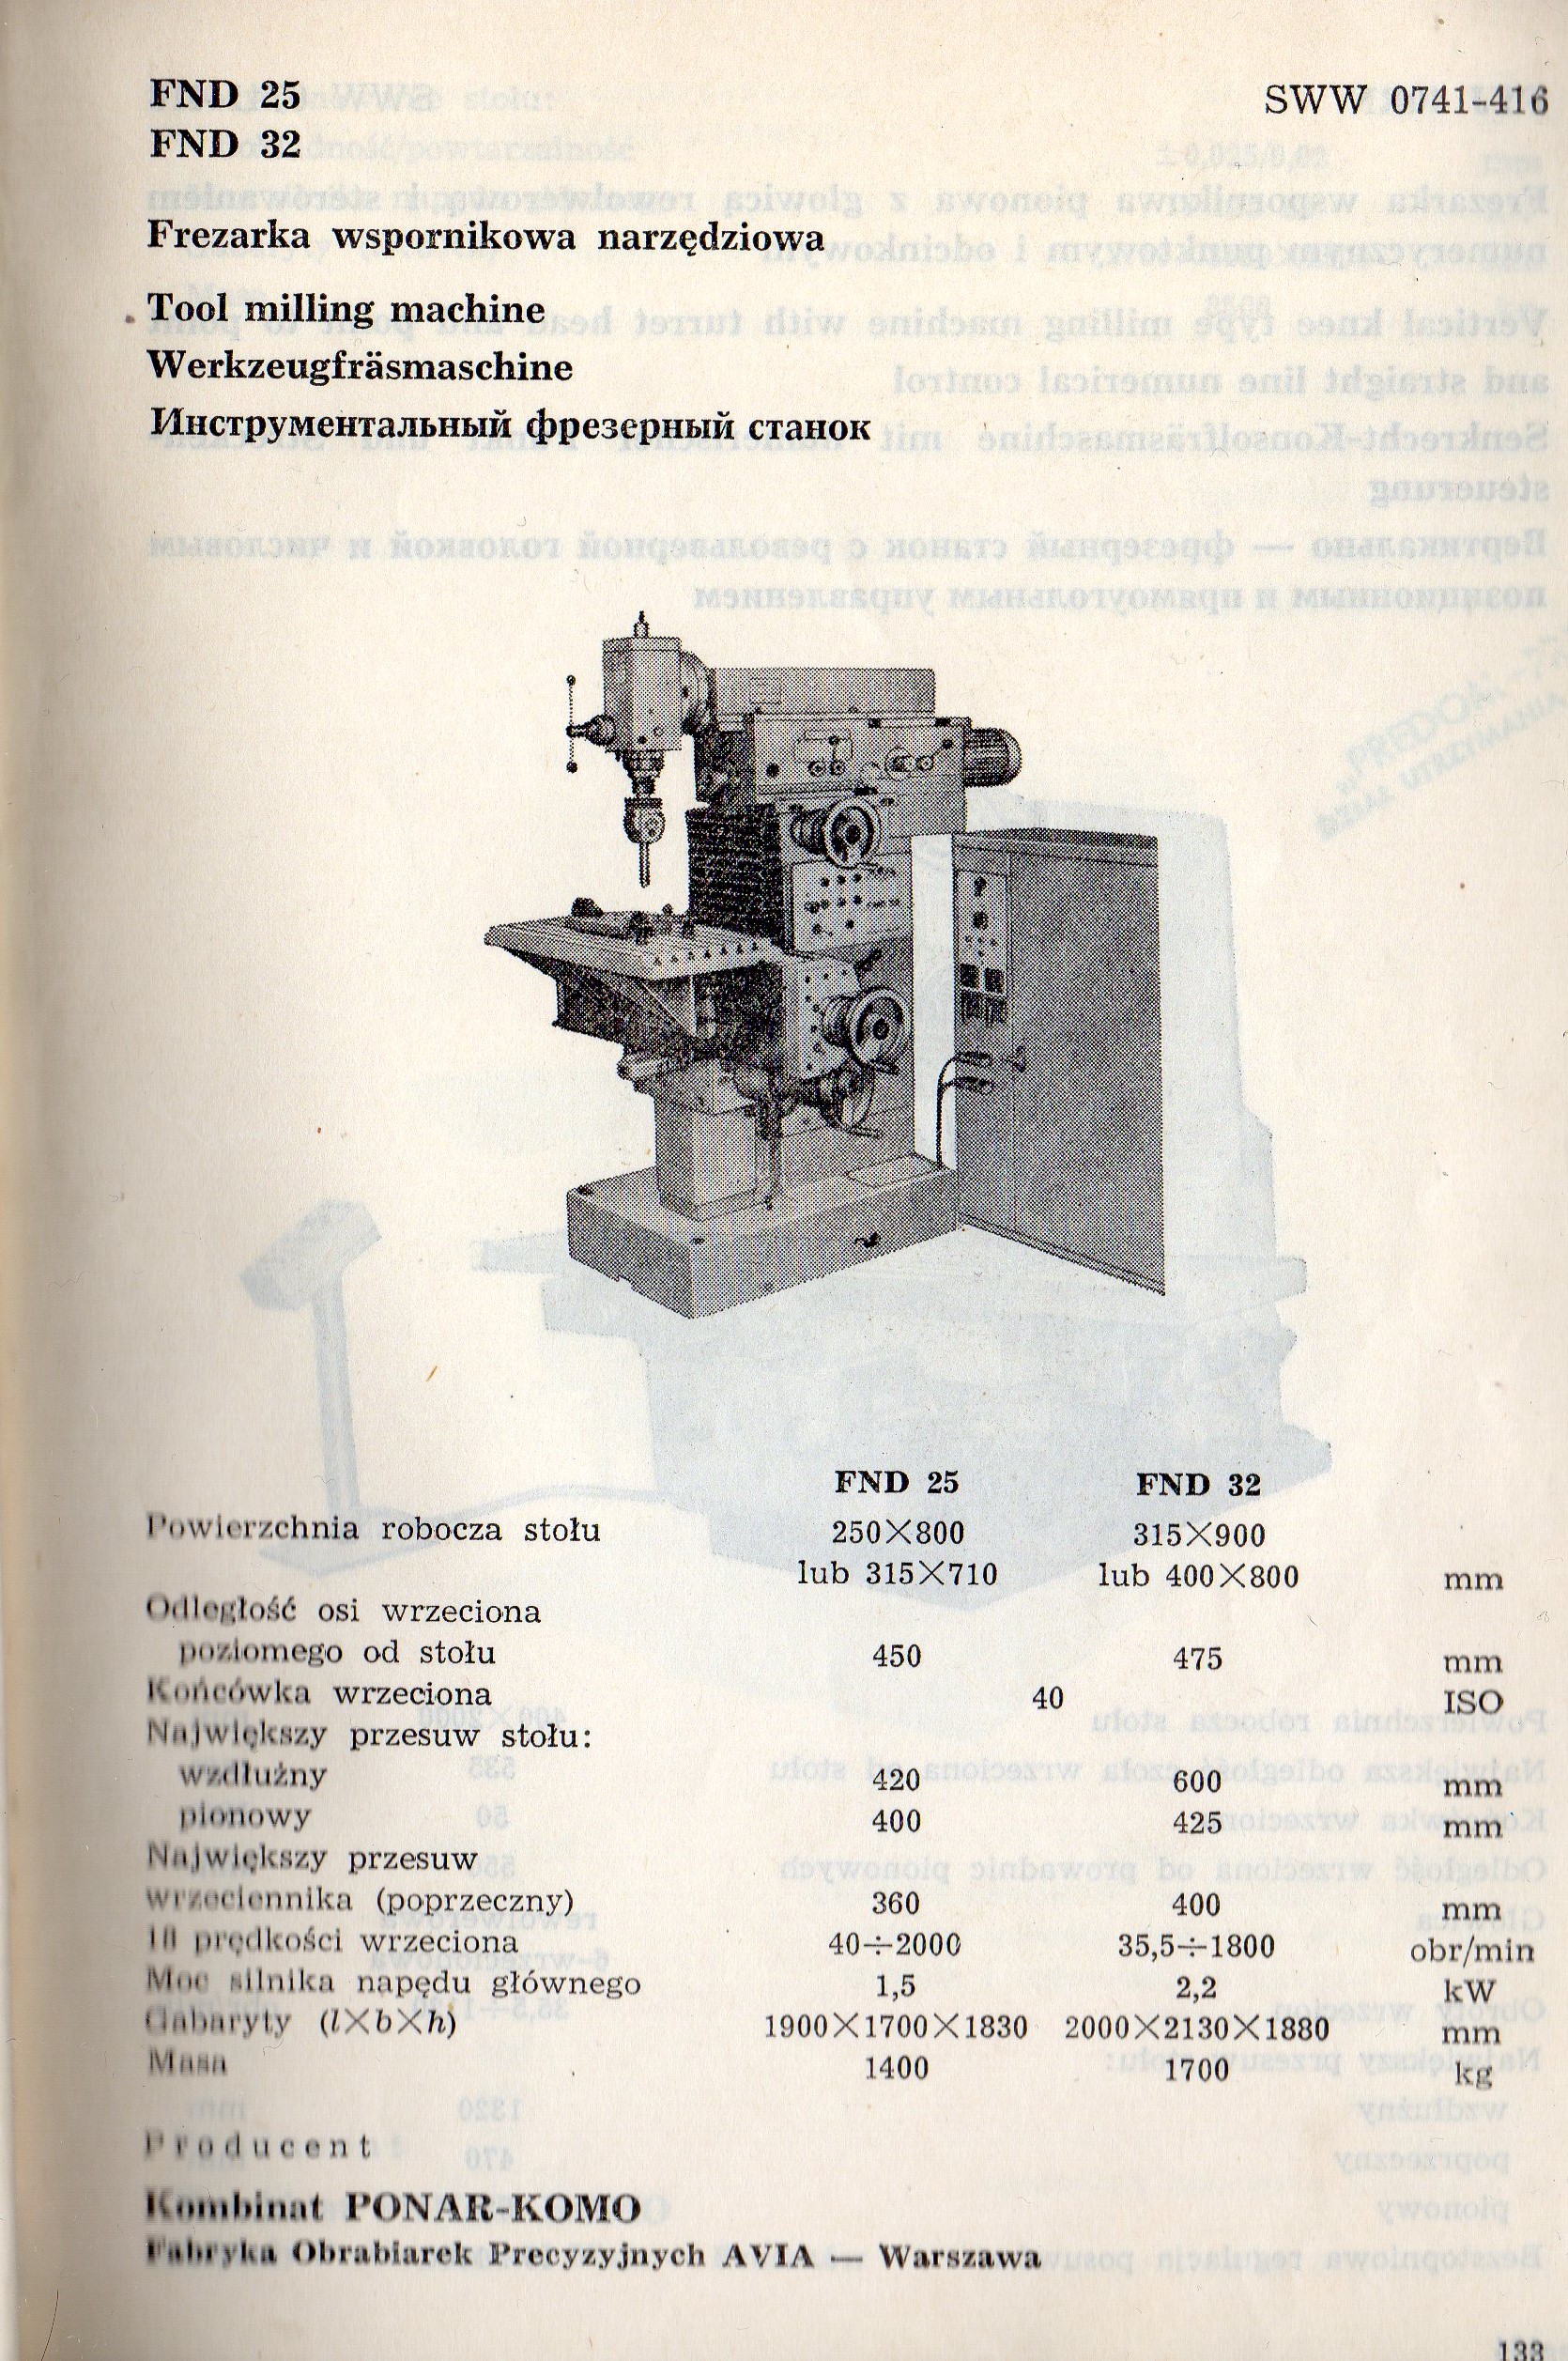 FND 25
SWW 0741-416
FND 32
Frezarka wspornikowa narzędziowa
Tool milling machine
Werkzeugfräsmaschine
Инструментальный фрезерный станок
FND 25 FND 32
Powierzchnia robocza stołu 250×800 315×900
lub 315×710 lub 400×800 mm
Odległość osi wrzeciona
poziomego od stołu 450 475 mm
Końcówka wrzeciona 40 ISO
Największy przesuw stołu:
wzdłużny 420 600 mm
pionowy 400 425 mm
Największy przesuw
wrzeciennika (poprzeczny) 360 400 mm
18 prędkości wrzeciona 40÷2000 35,5÷1800 obr/min
Moc silnika napędu głównego 1,5 2,2 kW
Gabaryty (l×b×h) 1900×1700×1830 2000×2130×1880 mm
Masa 1400 1700 kg
Producent
Kombinat PONAR-KOMO
Fabryka Obrabiarek Precyzyjnych AVIA — Warszawa
133